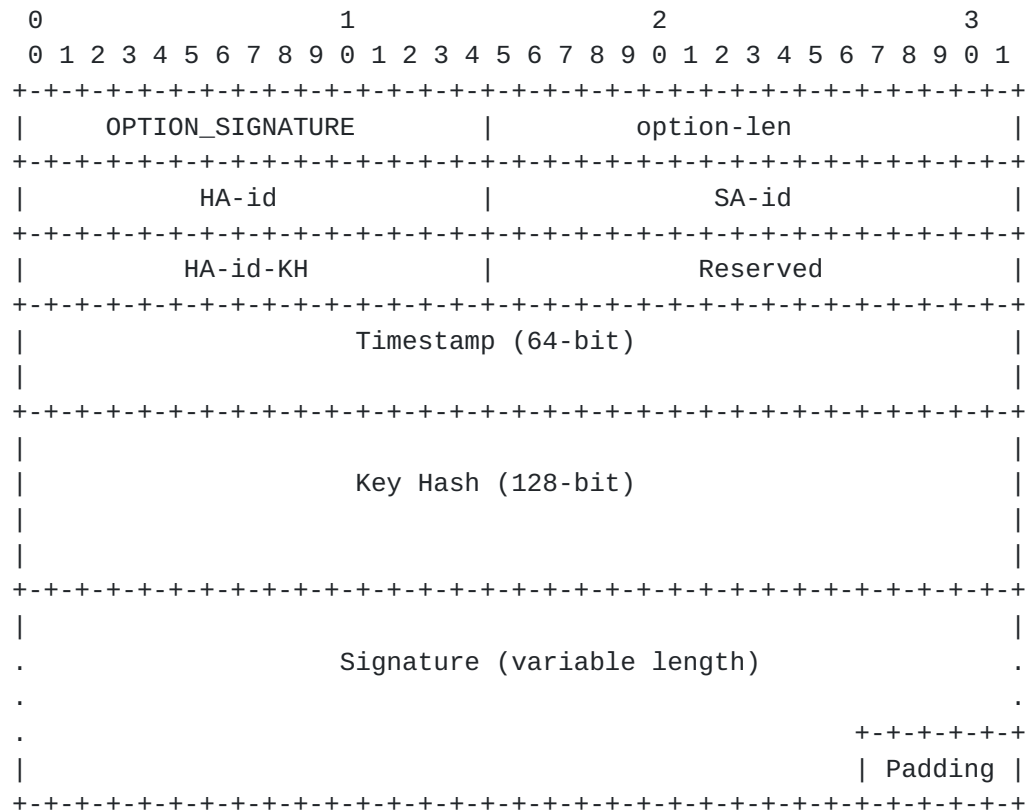 0                   1                   2                   3
0 1 2 3 4 5 6 7 8 9 0 1 2 3 4 5 6 7 8 9 0 1 2 3 4 5 6 7 8 9 0 1
+-+-+-+-+-+-+-+-+-+-+-+-+-+-+-+-+-+-+-+-+-+-+-+-+-+-+-+-+-+-+-+-+
|     OPTION_SIGNATURE        |         option-len              |
+-+-+-+-+-+-+-+-+-+-+-+-+-+-+-+-+-+-+-+-+-+-+-+-+-+-+-+-+-+-+-+-+
|           HA-id             |              SA-id              |
+-+-+-+-+-+-+-+-+-+-+-+-+-+-+-+-+-+-+-+-+-+-+-+-+-+-+-+-+-+-+-+-+
|          HA-id-KH           |             Reserved            |
+-+-+-+-+-+-+-+-+-+-+-+-+-+-+-+-+-+-+-+-+-+-+-+-+-+-+-+-+-+-+-+-+
|                     Timestamp (64-bit)                        |
|                                                               |
+-+-+-+-+-+-+-+-+-+-+-+-+-+-+-+-+-+-+-+-+-+-+-+-+-+-+-+-+-+-+-+-+
|                                                               |
|                     Key Hash (128-bit)                        |
|                                                               |
|                                                               |
+-+-+-+-+-+-+-+-+-+-+-+-+-+-+-+-+-+-+-+-+-+-+-+-+-+-+-+-+-+-+-+-+
|                                                               |
.                    Signature (variable length)                .
.                                                               .
.                                                     +-+-+-+-+-+
|                                                     | Padding |
+-+-+-+-+-+-+-+-+-+-+-+-+-+-+-+-+-+-+-+-+-+-+-+-+-+-+-+-+-+-+-+-+